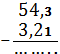 54,3
- 3,21
........